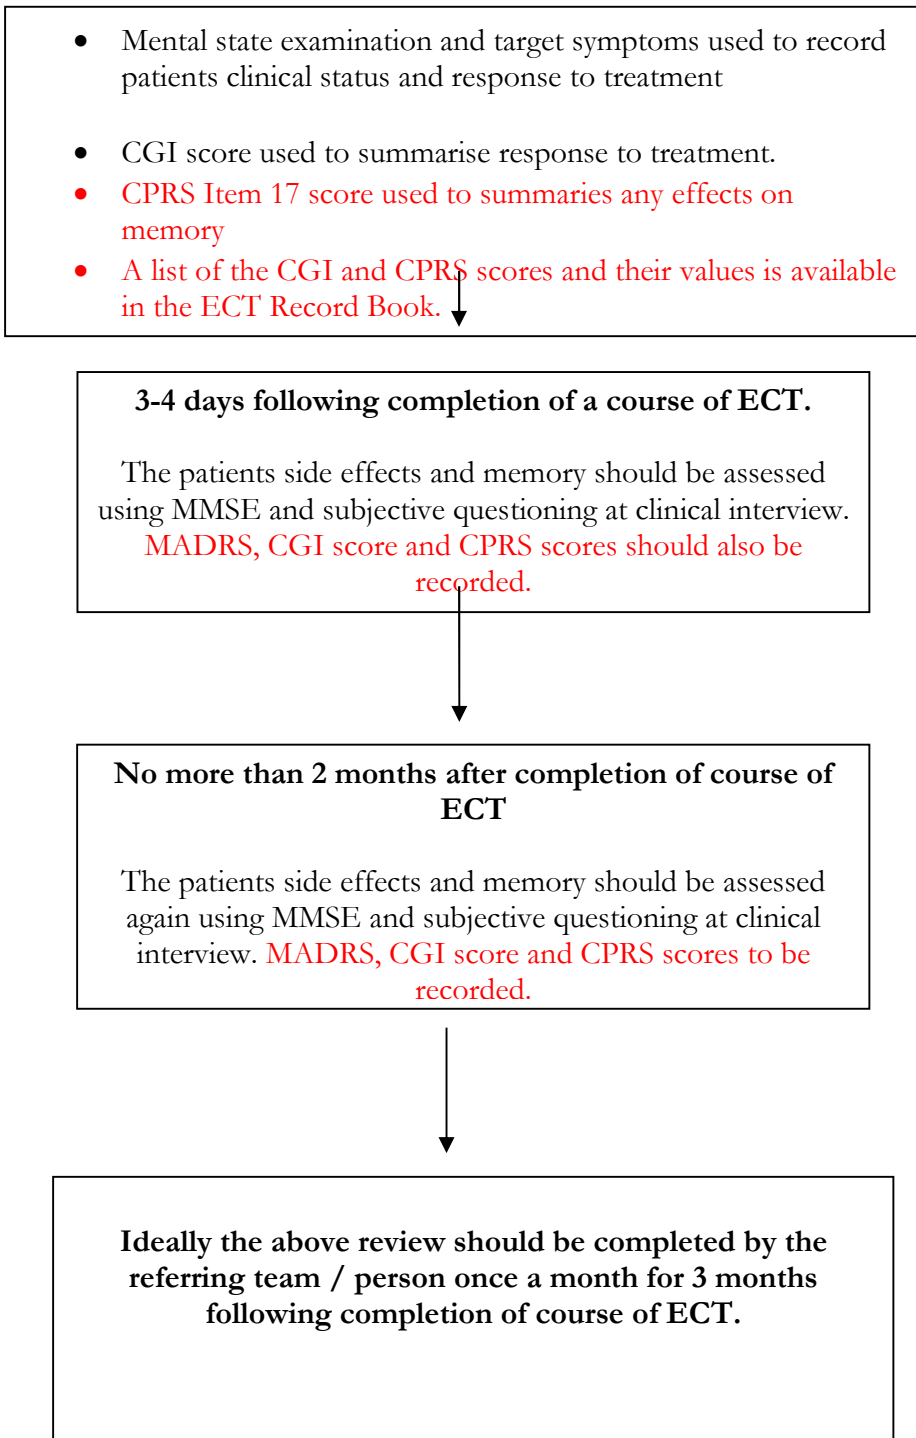 • Mental state examination and target symptoms used to record
patients clinical status and response to treatment
• CGI score used to summarise response to treatment.
• CPRS Item 17 score used to summaries any effects on
memory
• A list of the CGI and CPRS scores and their values is available
in the ECT Record Book.
3-4 days following completion of a course of ECT.
The patients side effects and memory should be assessed
using MMSE and subjective questioning at clinical interview.
MADRS, CGI score and CPRS scores should also be
recorded.
No more than 2 months after completion of course of
ECT
The patients side effects and memory should be assessed
again using MMSE and subjective questioning at clinical
interview. MADRS, CGI score and CPRS scores to be
recorded.
Ideally the above review should be completed by the
referring team / person once a month for 3 months
following completion of course of ECT.